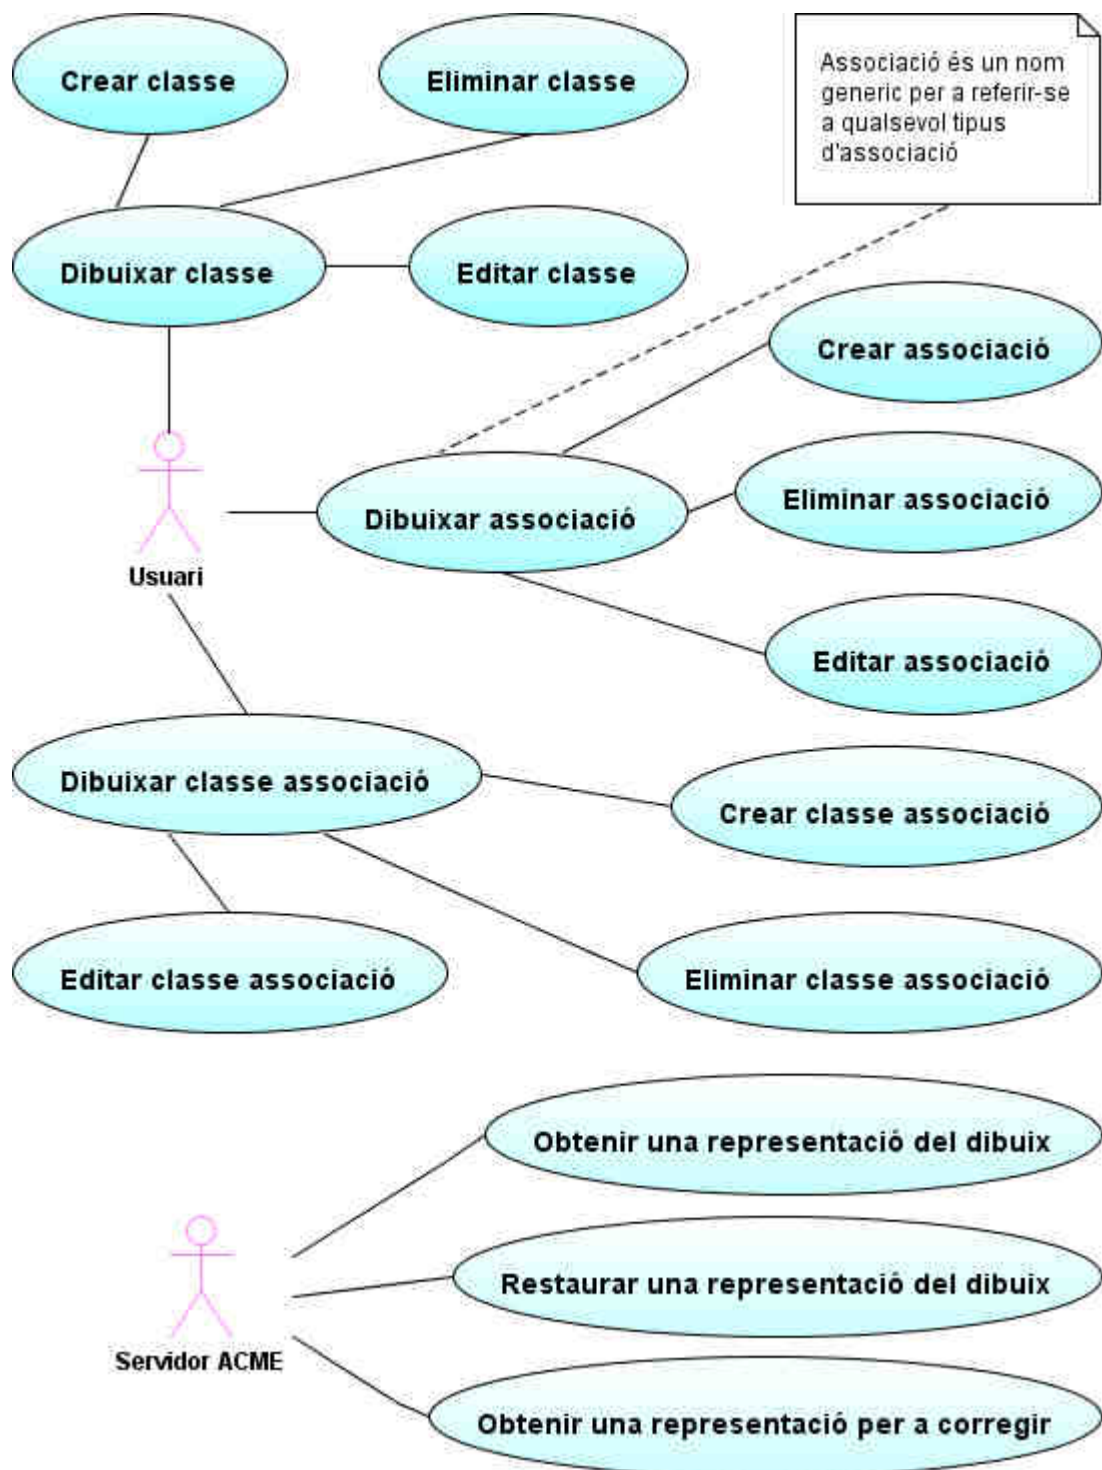 Crear classe
Eliminar classe
Associació és un nom
generic per a referir-se
a qualsevol tipus
d'associació
Dibuixar classe
Editar classe
Crear associació
Eliminar associació
Dibuixar associació
Usuari
Editar associació
Dibuixar classe associació
Crear classe associació
Editar classe associació
Eliminar classe associació
Obtenir una representació del dibuix
Restaurar una representació del dibuix
Servidor ACME
Obtenir una representació per a corregir